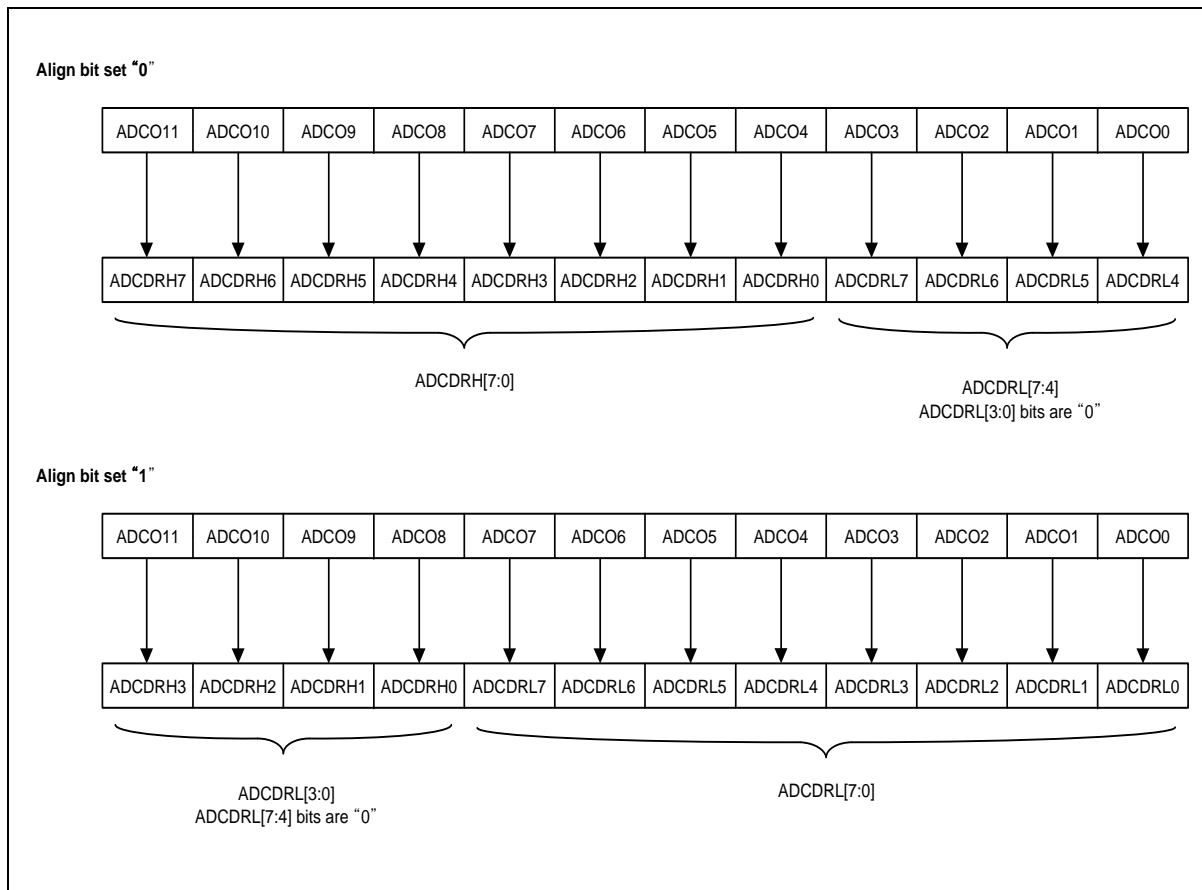 Align bit set “0”
ADCO11 ADCO10 ADCO9 ADCO8 ADCO7 ADCO6 ADCO5 ADCO4 ADCO3 ADCO2 ADCO1 ADCO0
ADCDRH7 ADCDRH6 ADCDRH5 ADCDRH4 ADCDRH3 ADCDRH2 ADCDRH1 ADCDRH0 ADCDRL7 ADCDRL6 ADCDRL5 ADCDRL4
ADCDRH[7:0]
ADCDRL[7:4]
ADCDRL[3:0] bits are “0”
Align bit set “1”
ADCO11 ADCO10 ADCO9 ADCO8 ADCO7 ADCO6 ADCO5 ADCO4 ADCO3 ADCO2 ADCO1 ADCO0
ADCDRH3 ADCDRH2 ADCDRH1 ADCDRH0 ADCDRL7 ADCDRL6 ADCDRL5 ADCDRL4 ADCDRL3 ADCDRL2 ADCDRL1 ADCDRL0
ADCDRL[3:0]
ADCDRL[7:4] bits are “0”
ADCDRL[7:0]